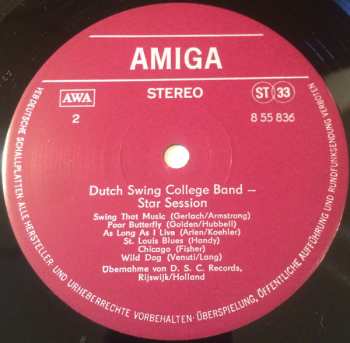 AMIGA
STEREO
AWA
ST 33
2
8 55 836
Dutch Swing College Band –
Star Session
Swing That Music (Gerlach/Armstrong)
Poor Butterfly (Golden/Hubbell)
As Long As I Live (Arlen/Koehler)
St. Louis Blues (Handy)
Chicago (Fisher)
Wild Dog (Venuti/Lang)
Übernahme von D. S. C. Records,
Rijswijk/Holland
VEB DEUTSCHE SCHALLPLATTEN · ALLE HERSTELLER- UND URHEBERRECHTE VORBEHALTEN · ÜBERSPIELUNG, ÖFFENTLICHE AUFFÜHRUNG UND RUNDFUNKSENDUNG VERBOTEN